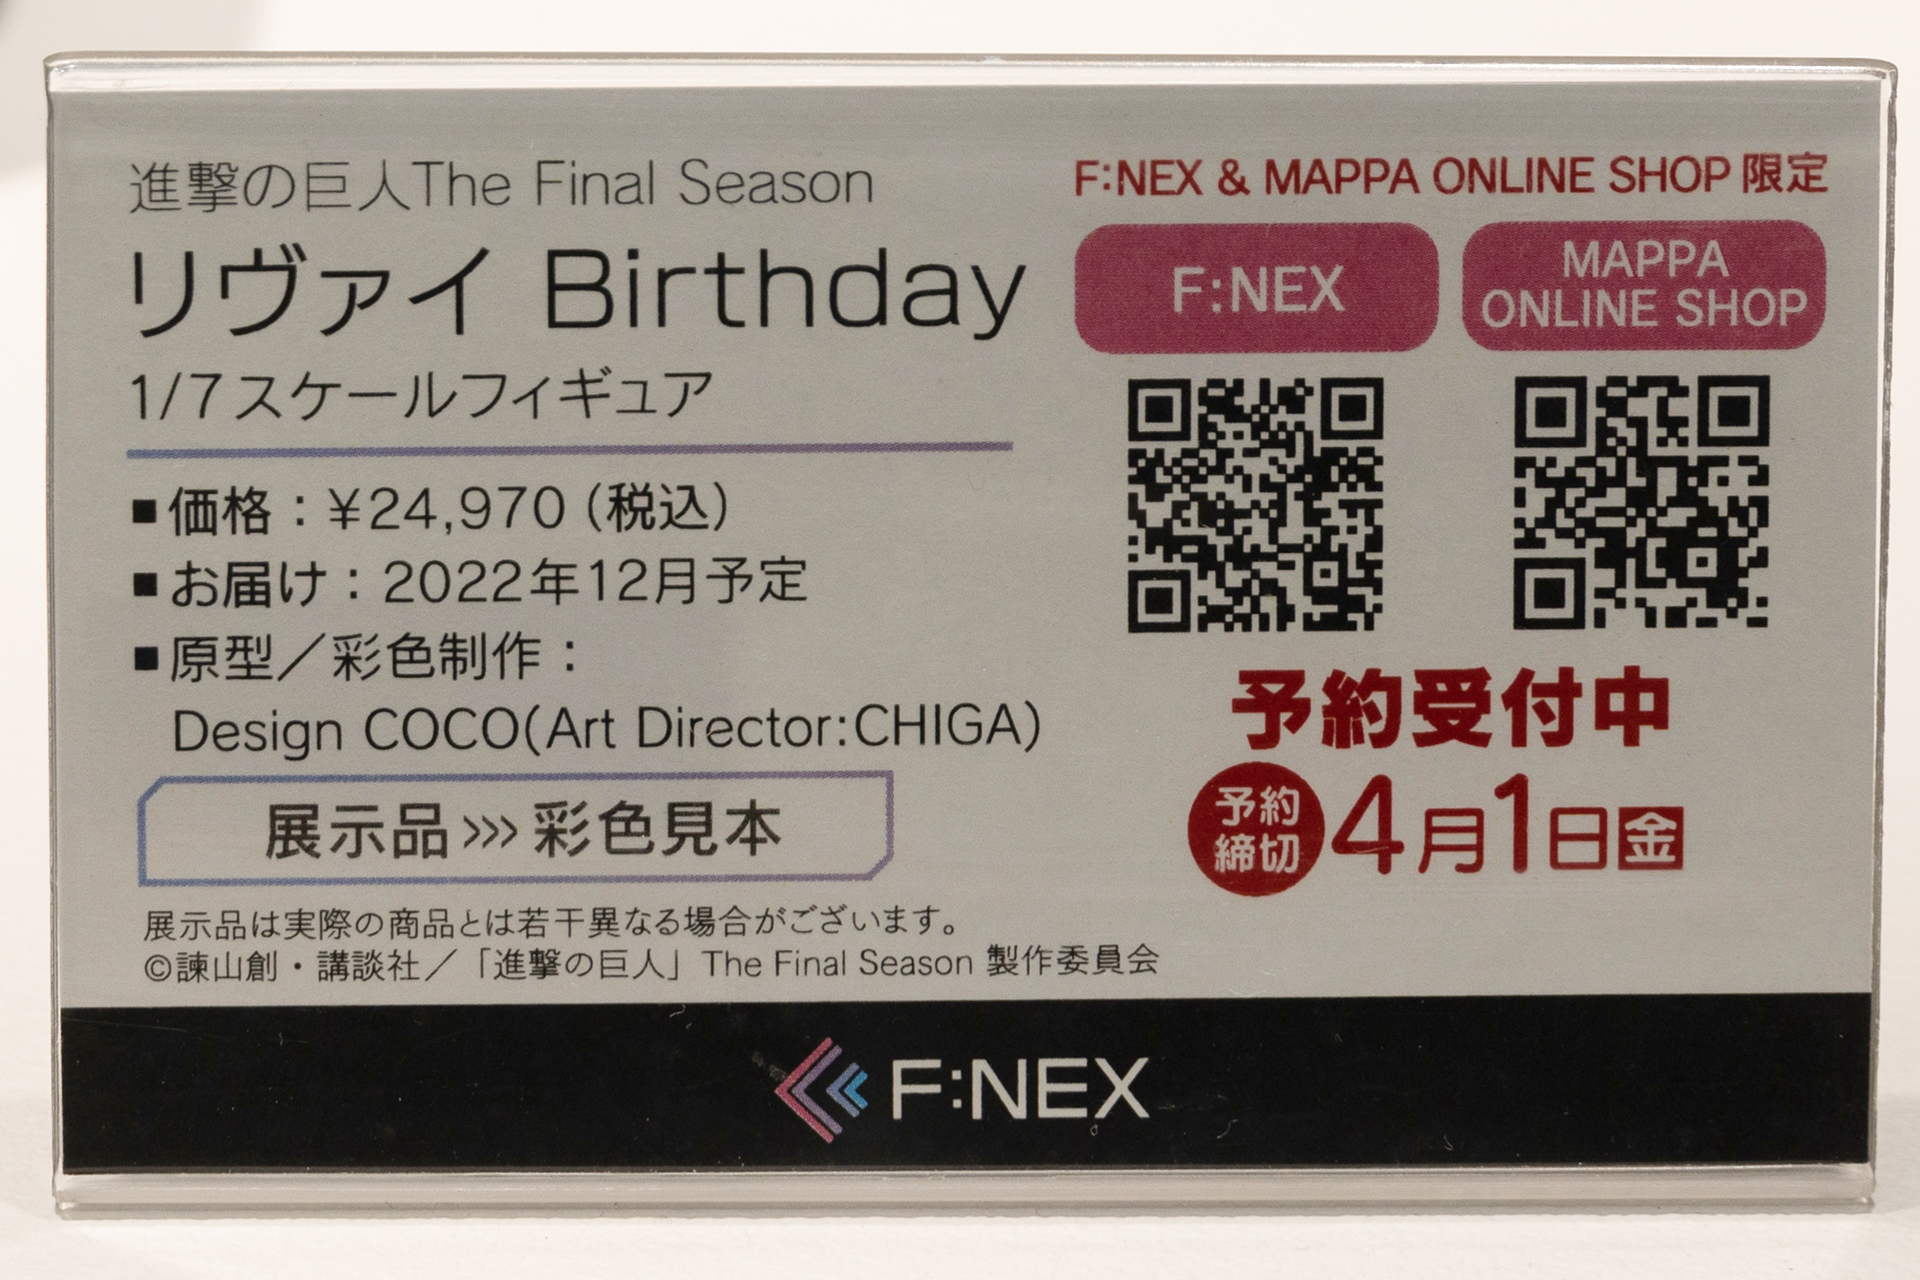 進撃の巨人The Final Season
リヴァイ Birthday
1/7スケールフィギュア
■価格：¥24,970（税込）
■お届け：2022年12月予定
■原型／彩色制作：
Design COCO(Art Director:CHIGA)
展示品>>>彩色見本
展示品は実際の商品とは若干異なる場合がございます。
©諫山創・講談社／「進撃の巨人」The Final Season 製作委員会
F:NEX & MAPPA ONLINE SHOP 限定
F:NEX
MAPPA
ONLINE SHOP
予約受付中
予約
締切
4月1日金
F:NEX